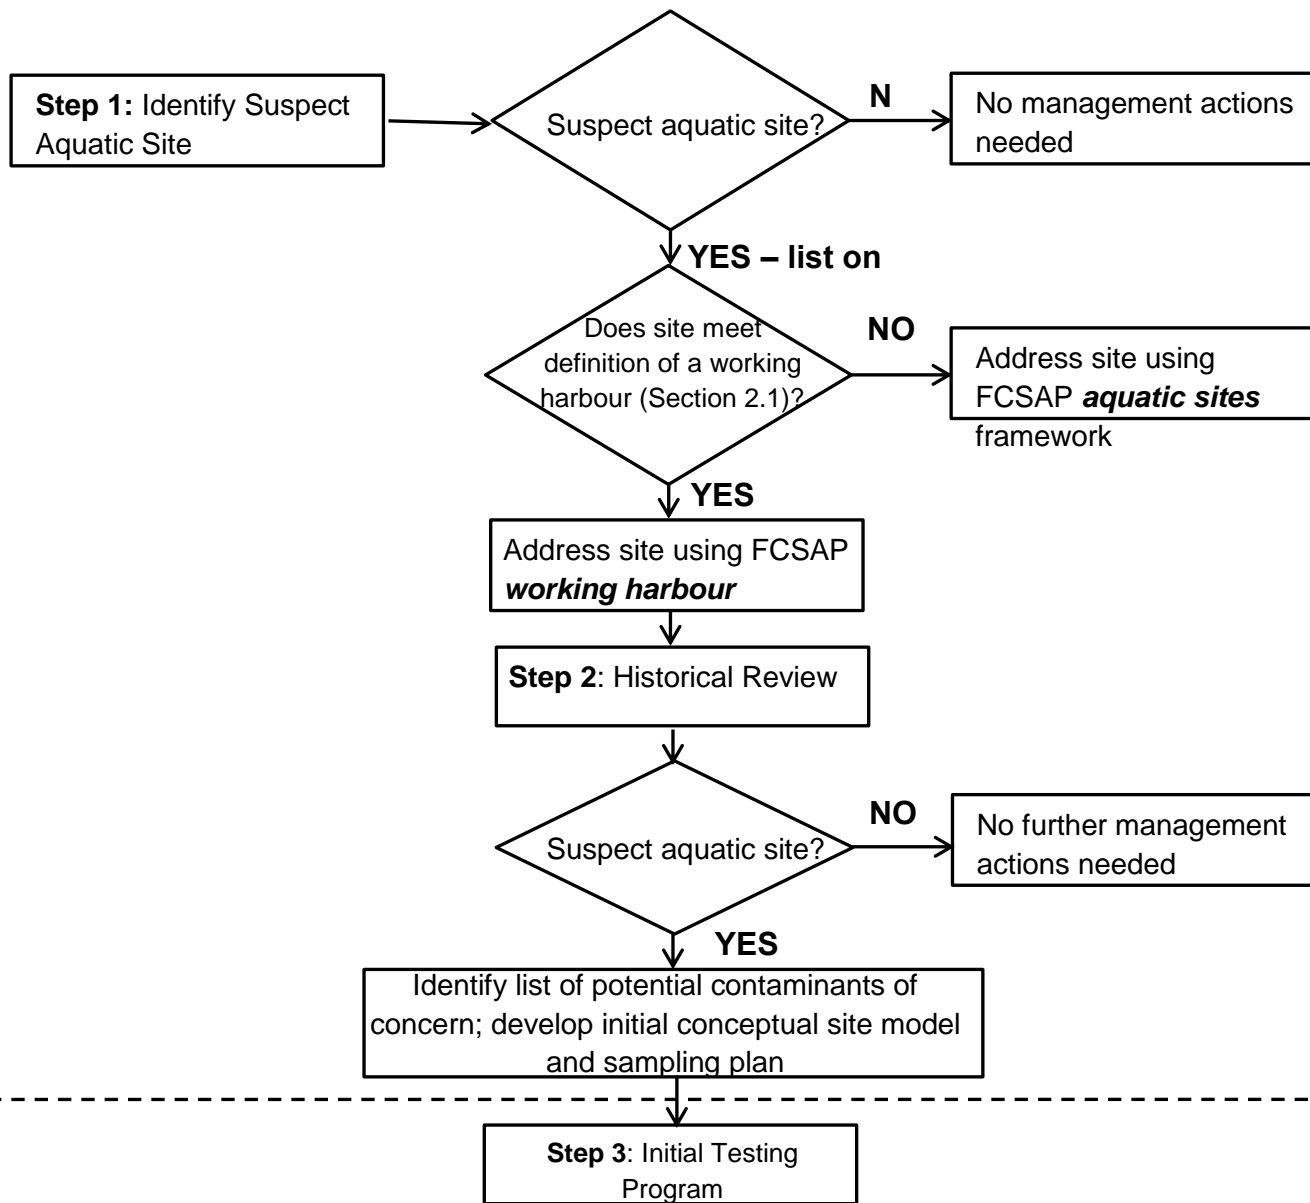 Step 1: Identify Suspect
Aquatic Site
Suspect aquatic site?
N
No management actions
needed
YES – list on
Does site meet
definition of a working
harbour (Section 2.1)?
NO
Address site using
FCSAP aquatic sites
framework
YES
Address site using FCSAP
working harbour
Step 2: Historical Review
Suspect aquatic site?
NO
No further management
actions needed
YES
Identify list of potential contaminants of
concern; develop initial conceptual site model
and sampling plan
Step 3: Initial Testing
Program